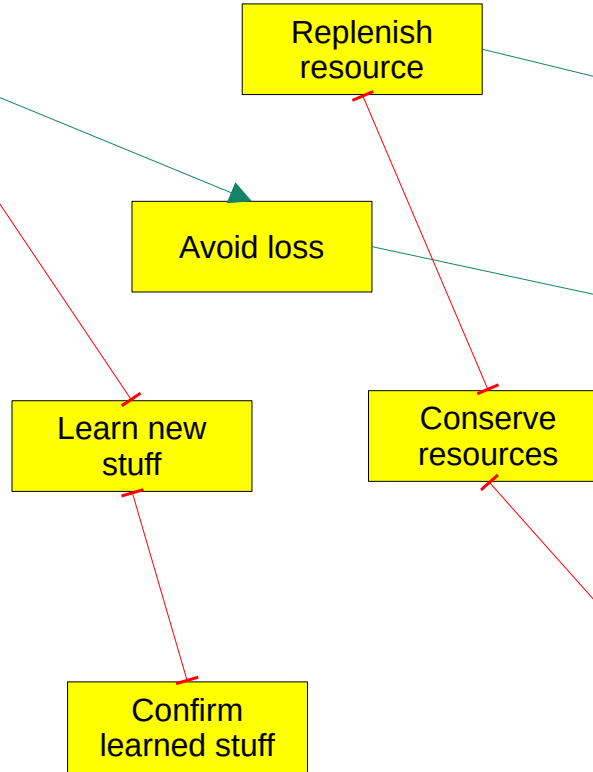 Replenish
resource
Avoid loss
Learn new
stuff
Conserve
resources
Confirm
learned stuff